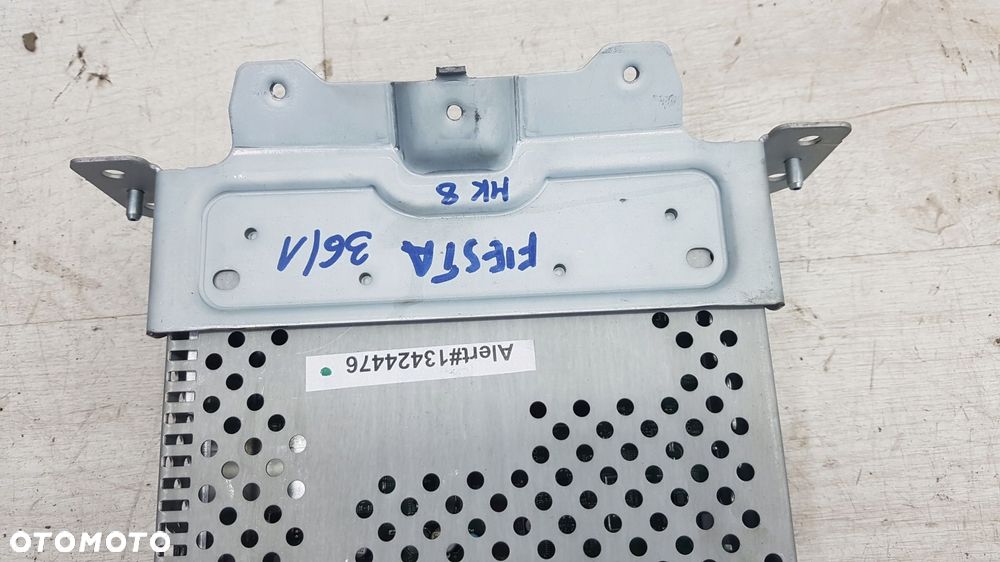 MK 8
FIESTA 36/1
Alert#13424476
OTOMOTO